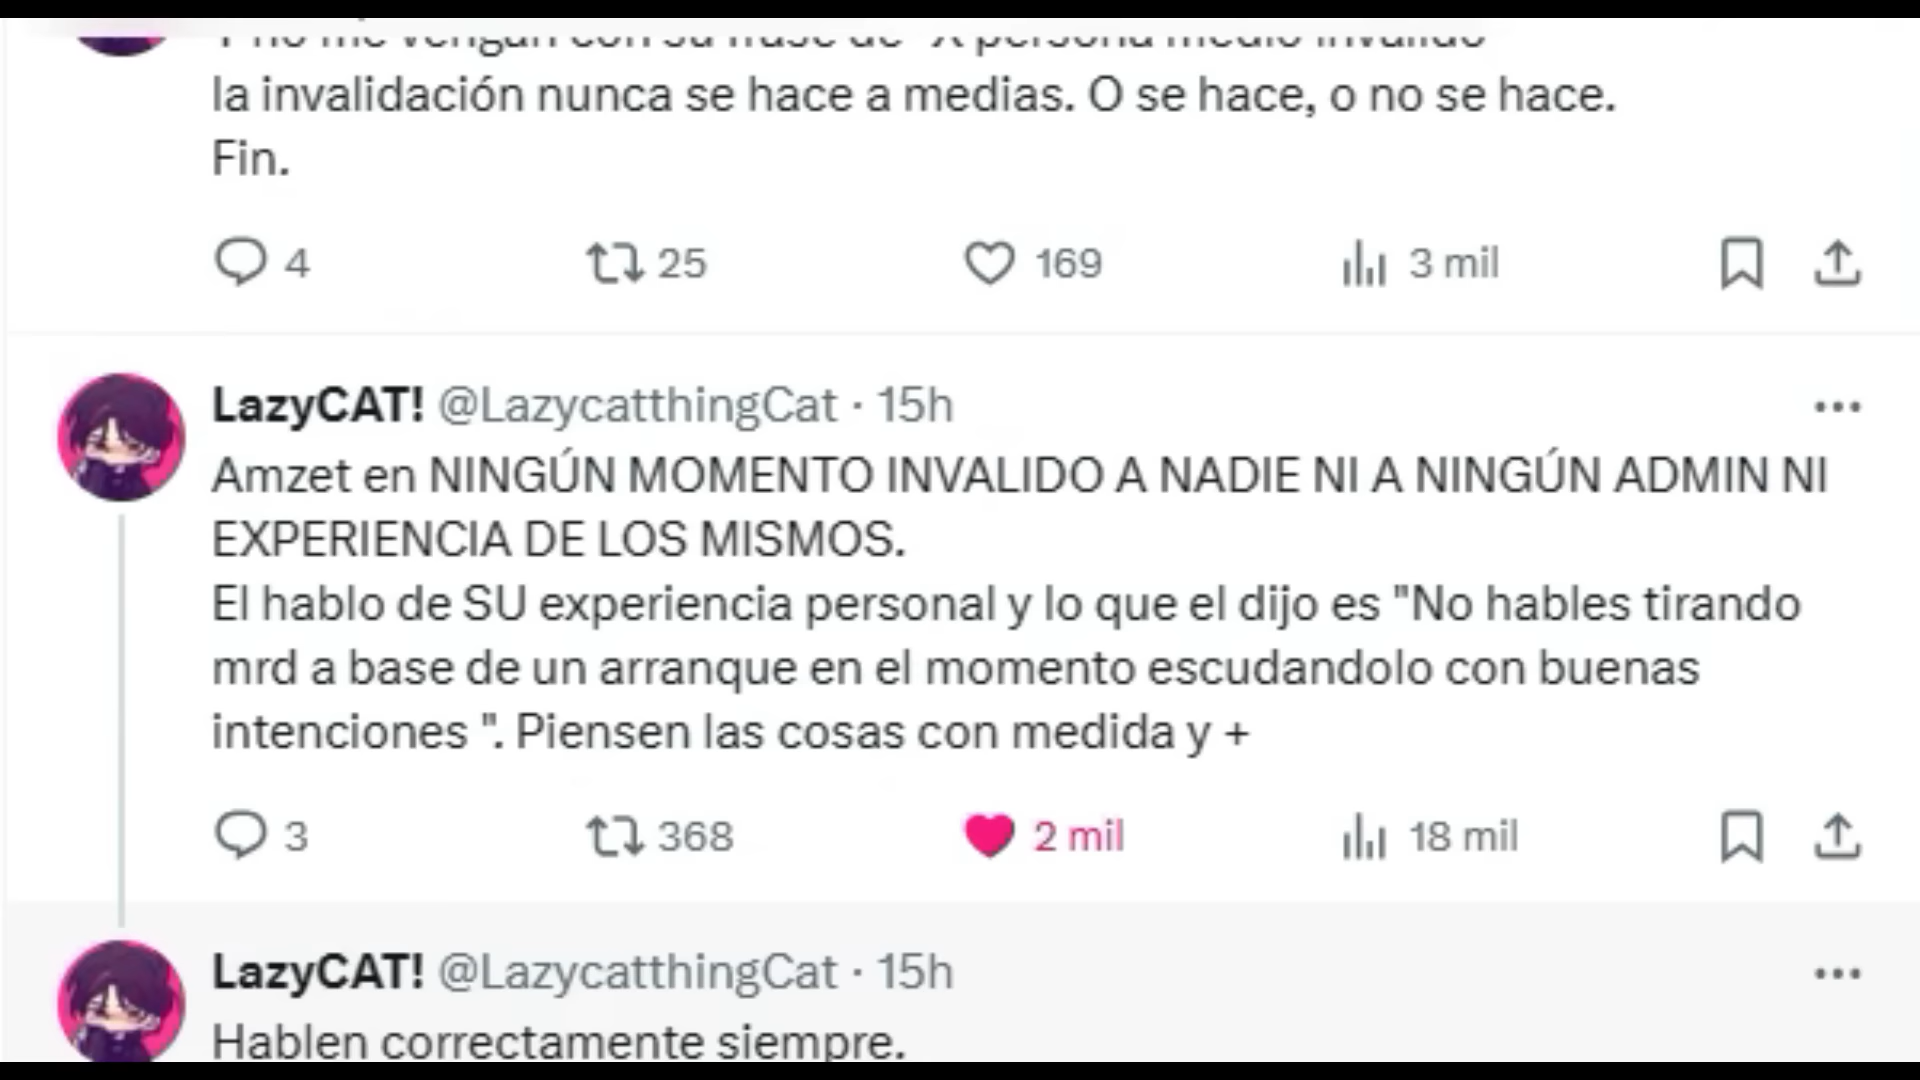 la invalidación nunca se hace a medias. O se hace, o no se hace.
Fin.
4 25 169 3 mil
LazyCAT! @LazycatthingCat · 15h
Amzet en NINGÚN MOMENTO INVALIDO A NADIE NI A NINGÚN ADMIN NI
EXPERIENCIA DE LOS MISMOS.
El hablo de SU experiencia personal y lo que el dijo es "No hables tirando
mrd a base de un arranque en el momento escudandolo con buenas
intenciones ". Piensen las cosas con medida y +
3 368 2 mil 18 mil
LazyCAT! @LazycatthingCat · 15h
Hablen correctamente siempre.